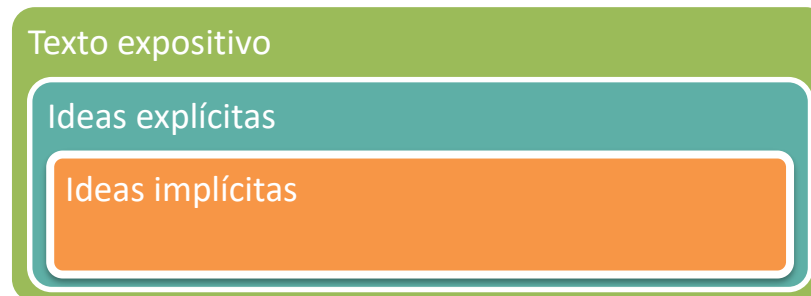 Texto expositivo
Ideas explícitas
Ideas implícitas